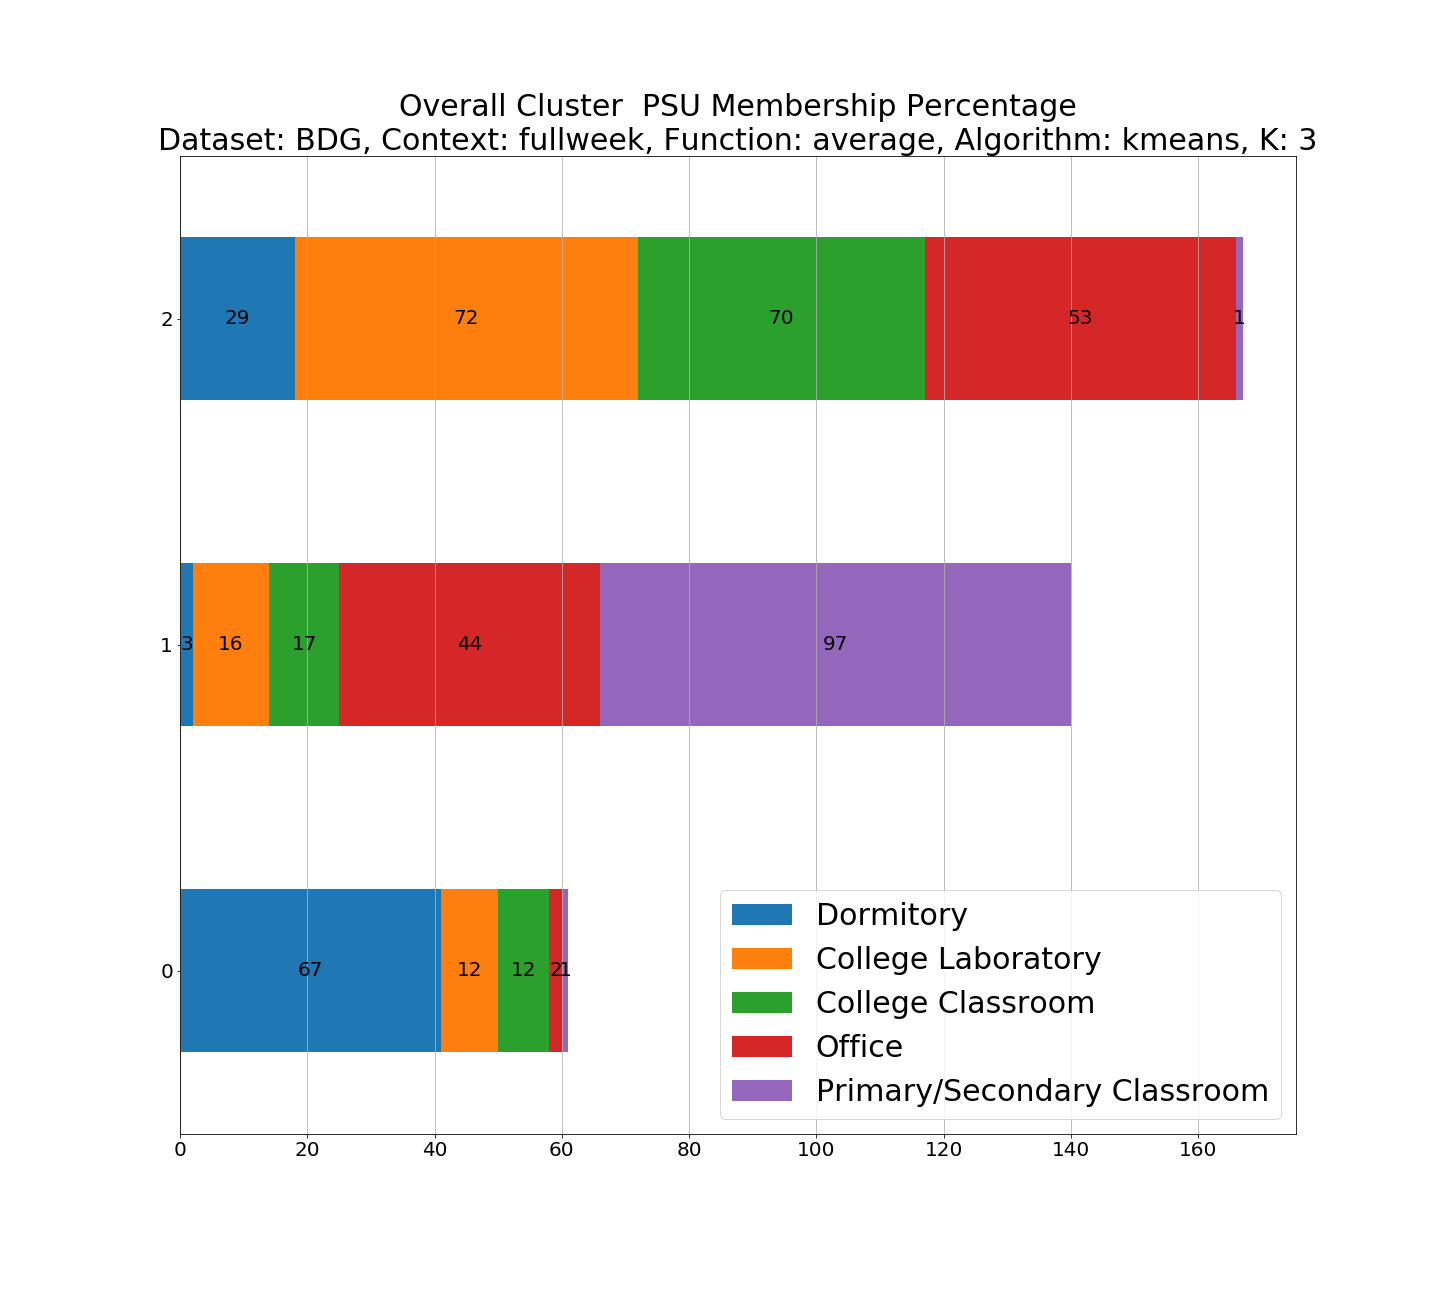 Overall Cluster  PSU Membership Percentage
Dataset: BDG, Context: fullweek, Function: average, Algorithm: kmeans, K: 3
2
29 72 70 53 1
1
3 16 17 44 97
0
67 12 12 2 1
Dormitory
College Laboratory
College Classroom
Office
Primary/Secondary Classroom
0 20 40 60 80 100 120 140 160